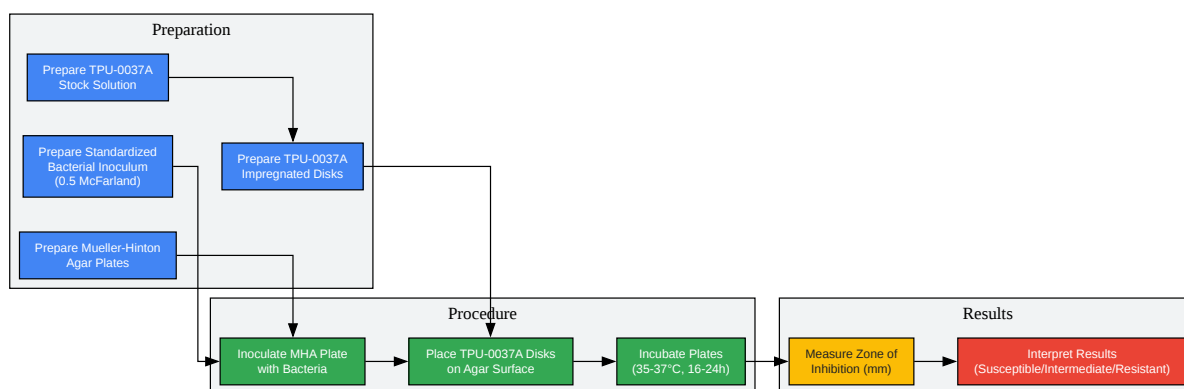 Preparation
Prepare TPU-0037A
Stock Solution
Prepare Standardized
Bacterial Inoculum
(0.5 McFarland)
Prepare TPU-0037A
Impregnated Disks
Prepare Mueller-Hinton
Agar Plates
Procedure
Inoculate MHA Plate
with Bacteria
Place TPU-0037A Disks
on Agar Surface
Incubate Plates
(35-37°C, 16-24h)
Results
Measure Zone of
Inhibition (mm)
Interpret Results
(Susceptible/Intermediate/Resistant)